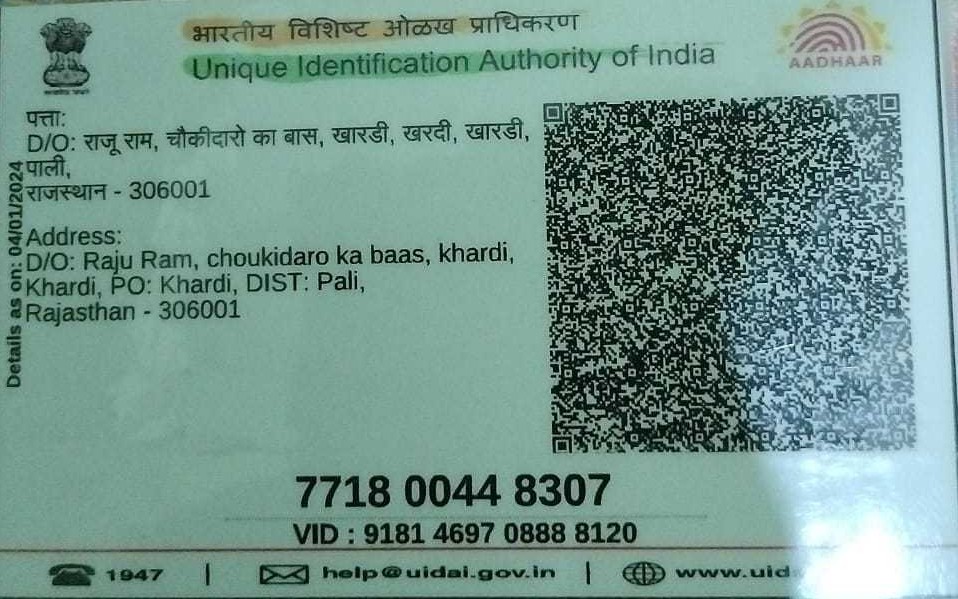 भारतीय विशिष्ट ओळख प्राधिकरण
Unique Identification Authority of India
AADHAAR
पत्ता:
D/O: राजू राम, चौकीदारो का बास, खारडी, खरदी, खारडी,
पाली,
राजस्थान - 306001
Address:
D/O: Raju Ram, choukidaro ka baas, khardi,
Khardi, PO: Khardi, DIST: Pali,
Rajasthan - 306001
Details as on: 04/01/2024
7718 0044 8307
VID : 9181 4697 0888 8120
1947 | help@uidai.gov.in | www.uid